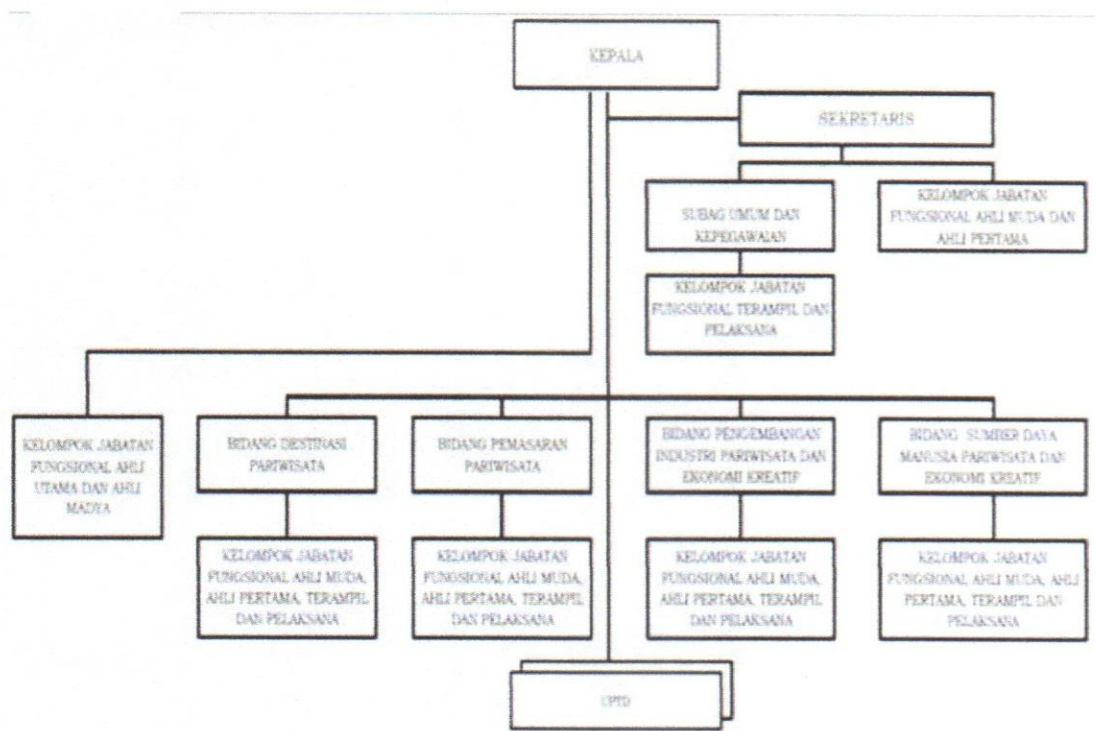 KEPALA
SEKRETARIS
SUBAG UMUM DAN
KEPEGAWAIAN
KELOMPOK JABATAN
FUNGSIONAL AHLI MUDA DAN
AHLI PERTAMA
KELOMPOK JABATAN
FUNGSIONAL TERAMPIL DAN
PELAKSANA
KELOMPOK JABATAN
FUNGSIONAL AHLI
UTAMA DAN AHLI
MADYA
BIDANG DESTINASI
PARIWISATA
BIDANG PEMASARAN
PARIWISATA
BIDANG PENGEMBANGAN
INDUSTRI PARIWISATA DAN
EKONOMI KREATIF
BIDANG SUMBER DAYA
MANUSIA PARIWISATA DAN
EKONOMI KREATIF
KELOMPOK JABATAN
FUNGSIONAL AHLI MUDA,
AHLI PERTAMA, TERAMPIL
DAN PELAKSANA
KELOMPOK JABATAN
FUNGSIONAL AHLI MUDA,
AHLI PERTAMA, TERAMPIL
DAN PELAKSANA
KELOMPOK JABATAN
FUNGSIONAL AHLI MUDA,
AHLI PERTAMA, TERAMPIL
DAN PELAKSANA
KELOMPOK JABATAN
FUNGSIONAL AHLI MUDA, AHLI
PERTAMA, TERAMPIL DAN
PELAKSANA
UPTD